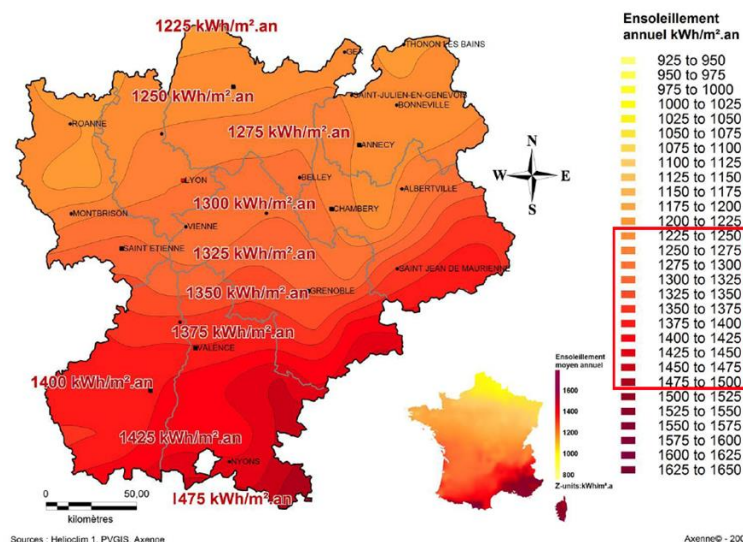 1225 kWh/m².an
THONON LES BAINS
GEX
1250 kWh/m².an
SAINT-JULIEN-EN-GENEVOIS
BONNEVILLE
ROANNE
1275 kWh/m².an
ANNECY
LYON
BELLEY
ALBERTVILLE
1300 kWh/m².an
CHAMBERY
MONTBRISON
VIENNE
SAINT ETIENNE
1325 kWh/m².an
SAINT JEAN DE MAURIENNE
1350 kWh/m².an
GRENOBLE
1375 kWh/m².an
VALENCE
1400 kWh/m².an
1425 kWh/m².an
NYONS
1475 kWh/m².an
0
50,00
kilomètres
Sources : Helioclim 1, PVGIS, Axenne
N
W
E
S
Ensoleillement
moyen annuel
1600
1400
1200
1000
800
Z-units:kWh/m².a
Ensoleillement
annuel kWh/m².an
925 to 950
950 to 975
975 to 1000
1000 to 1025
1025 to 1050
1050 to 1075
1075 to 1100
1100 to 1125
1125 to 1150
1150 to 1175
1175 to 1200
1200 to 1225
1225 to 1250
1250 to 1275
1275 to 1300
1300 to 1325
1325 to 1350
1350 to 1375
1375 to 1400
1400 to 1425
1425 to 1450
1450 to 1475
1475 to 1500
1500 to 1525
1525 to 1550
1550 to 1575
1575 to 1600
1600 to 1625
1625 to 1650
Axenne© - 200